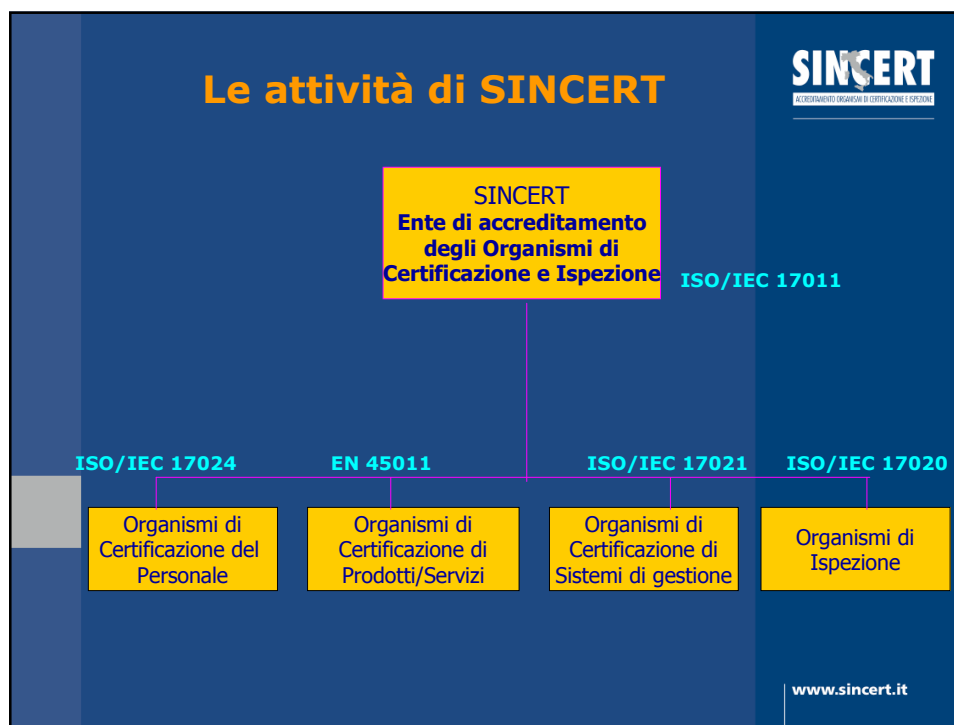 Le attività di SINCERT
SINCERT
ACCREDITAMENTO ORGANISMI DI CERTIFICAZIONE E ISPEZIONE
SINCERT
Ente di accreditamento
degli Organismi di
Certificazione e Ispezione
ISO/IEC 17011
ISO/IEC 17024
EN 45011
ISO/IEC 17021
ISO/IEC 17020
Organismi di
Certificazione del
Personale
Organismi di
Certificazione di
Prodotti/Servizi
Organismi di
Certificazione di
Sistemi di gestione
Organismi di
Ispezione
www.sincert.it